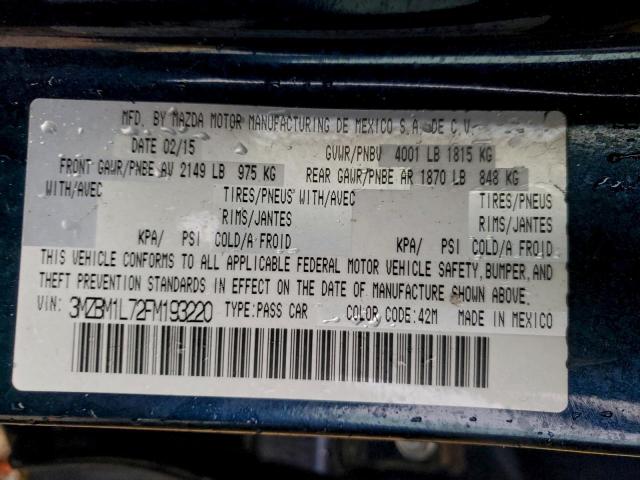 MFD. BY MAZDA MOTOR MANUFACTURING DE MEXICO S.A. DE C.V.
DATE 02/15 GVWR/PNBV 4001 LB 1815 KG
FRONT GAWR/PNBE AV 2149 LB 975 KG REAR GAWR/PNBE AR 1870 LB 848 KG
WITH/AVEC TIRES/PNEUS WITH/AVEC TIRES/PNEUS
RIMS/JANTES RIMS/JANTES
KPA/ PSI COLD/A FROID KPA/ PSI COLD/A FROID
THIS VEHICLE CONFORMS TO ALL APPLICABLE FEDERAL MOTOR VEHICLE SAFETY, BUMPER, AND
THEFT PREVENTION STANDARDS IN EFFECT ON THE DATE OF MANUFACTURE SHOWN ABOVE.
VIN: 3MZBM1L72FM193220 TYPE:PASS CAR COLOR CODE:42M MADE IN MEXICO